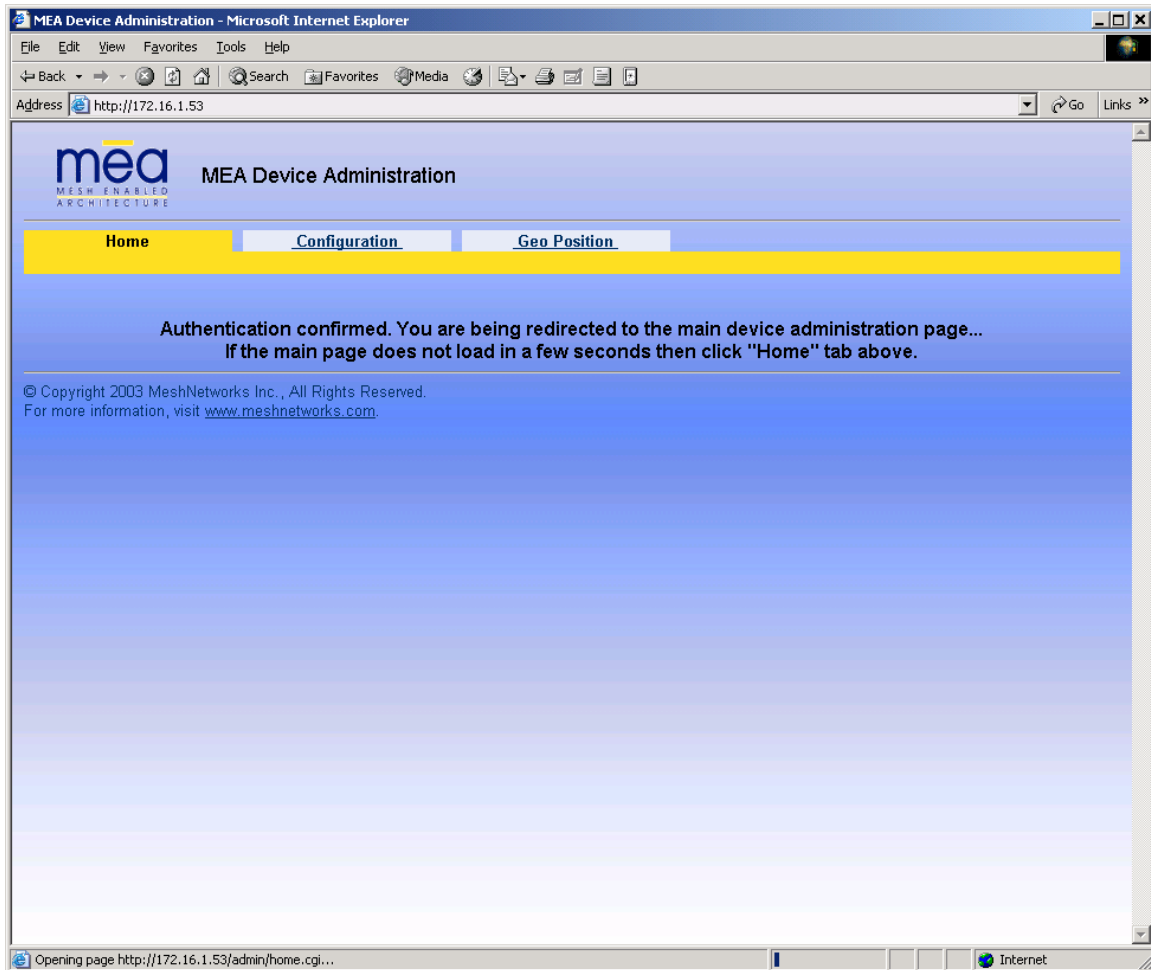 MEA Device Administration - Microsoft Internet Explorer
File Edit View Favorites Tools Help
Back Search Favorites Media
Address http://172.16.1.53 Go Links »
mea
MESH ENABLED
ARCHITECTURE
MEA Device Administration
Home Configuration Geo Position
Authentication confirmed. You are being redirected to the main device administration page...
If the main page does not load in a few seconds then click "Home" tab above.
© Copyright 2003 MeshNetworks Inc., All Rights Reserved.
For more information, visit www.meshnetworks.com.
Opening page http://172.16.1.53/admin/home.cgi... Internet